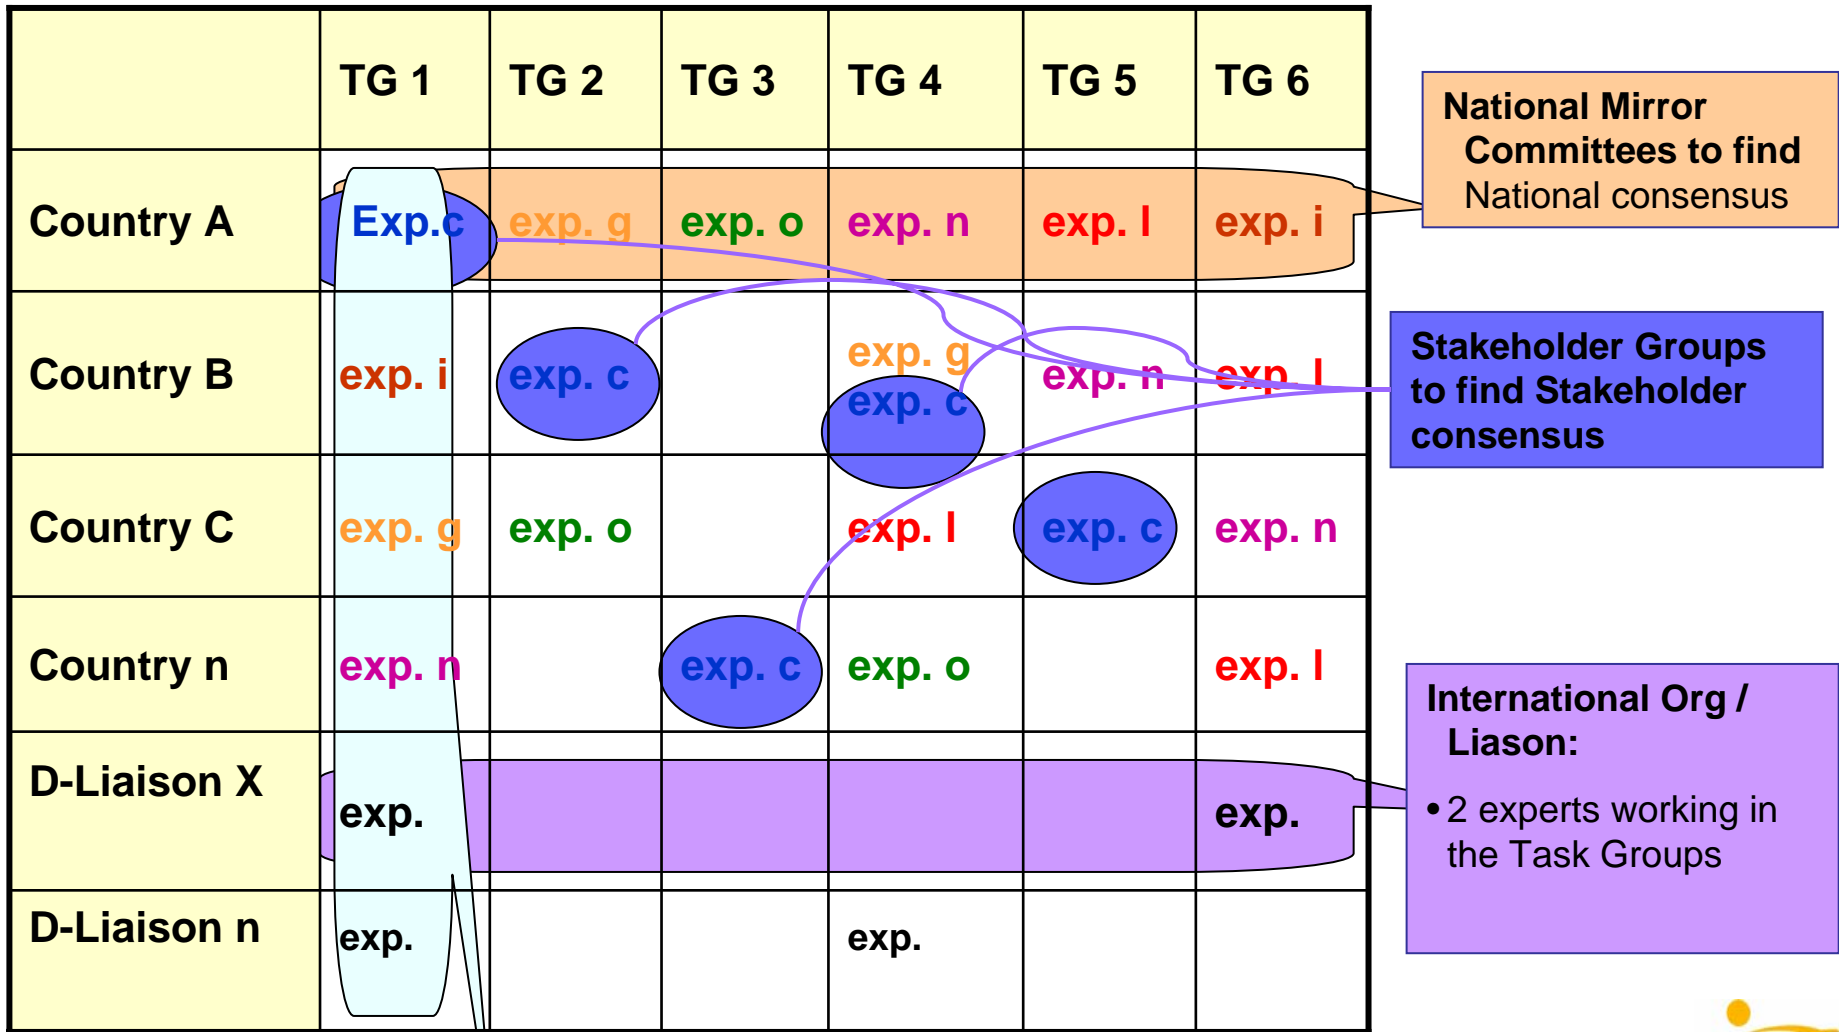 TG 1 TG 2 TG 3 TG 4 TG 5 TG 6
Country A Exp.c exp. g exp. o exp. n exp. l exp. i
Country B exp. i exp. c exp. g exp. c exp. n exp. l
Country C exp. g exp. o exp. l exp. c exp. n
Country n exp. n exp. c exp. o exp. l
D-Liaison X exp. exp.
D-Liaison n exp. exp.
National Mirror
Committees to find
National consensus
Stakeholder Groups
to find Stakeholder
consensus
International Org /
Liason:
• 2 experts working in
the Task Groups